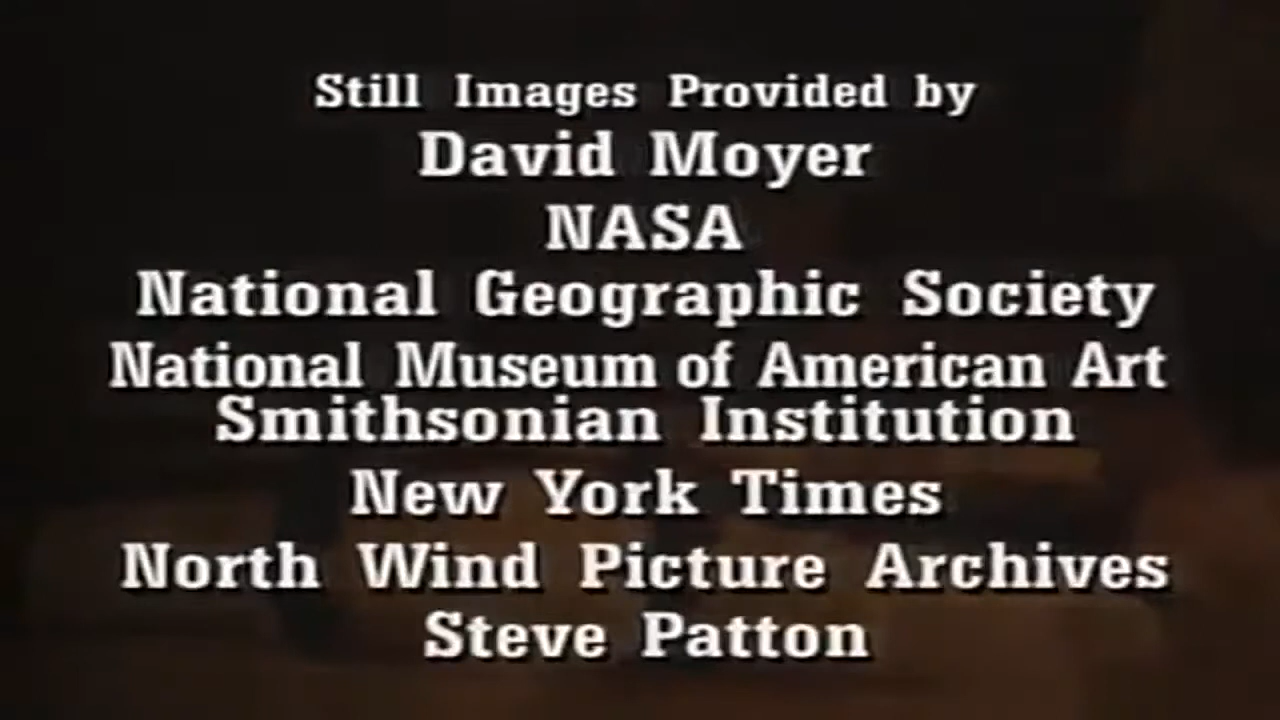 Still Images Provided by
David Moyer
NASA
National Geographic Society
National Museum of American Art
Smithsonian Institution
New York Times
North Wind Picture Archives
Steve Patton